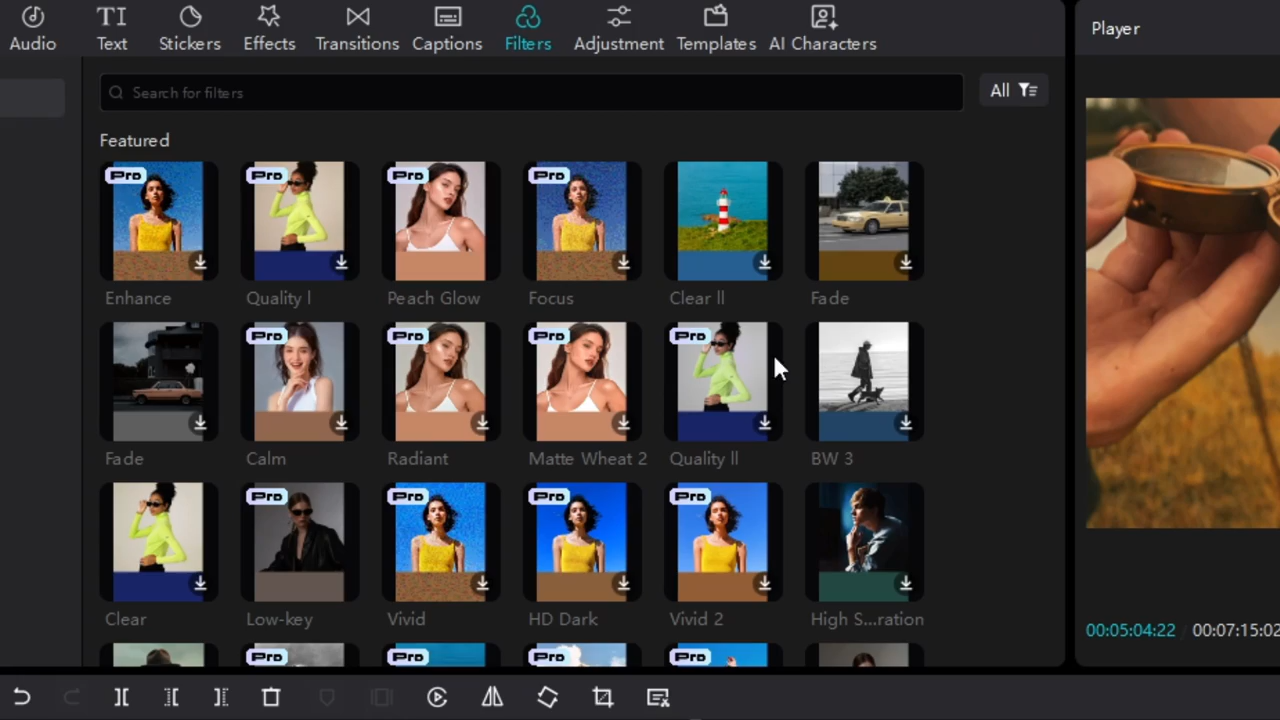 Audio Text Stickers Effects Transitions Captions Filters Adjustment Templates AI Characters
Player
Search for filters
All
Featured
Pro Pro Pro Pro
Enhance Quality l Peach Glow Focus Clear ll Fade
Pro Pro Pro Pro
Fade Calm Radiant Matte Wheat 2 Quality ll BW 3
Pro Pro Pro Pro
Clear Low-key Vivid HD Dark Vivid 2 High S...ration
00:05:04:22 / 00:07:15:02
Pro Pro Pro Pro